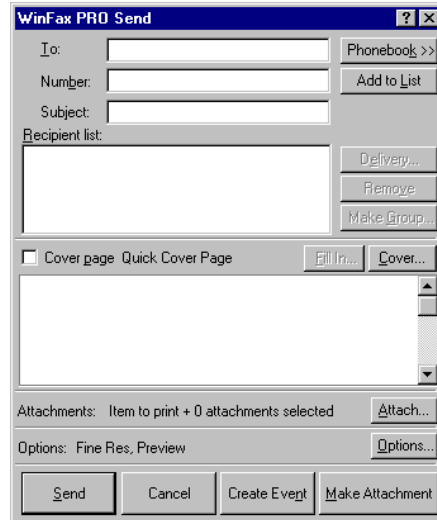 WinFax PRO Send
To: Phonebook >>
Number: Add to List
Subject:
Recipient list:
Delivery...
Remove
Make Group...
Cover page Quick Cover Page Fill In... Cover...
Attachments: Item to print + 0 attachments selected Attach...
Options: Fine Res, Preview Options...
Send Cancel Create Event Make Attachment